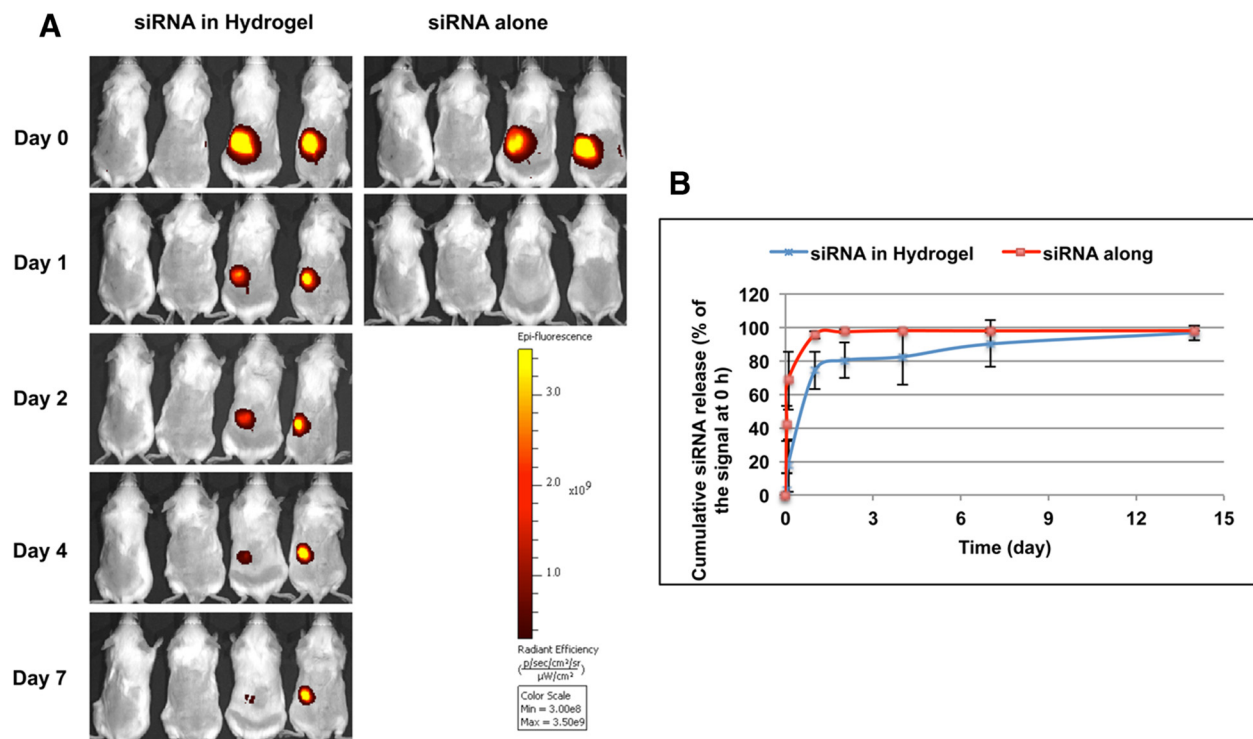 A
siRNA in Hydrogel
siRNA alone
Day 0
Day 1
Day 2
Day 4
Day 7
Epi-fluorescence
3.0
2.0
x10⁹
1.0
Radiant Efficiency
(p/sec/cm²/sr
µW/cm²)
Color Scale
Min = 3.00e8
Max = 3.50e9
B
siRNA in Hydrogel
siRNA along
Cumulative siRNA release (% of
the signal at 0 h)
120
100
80
60
40
20
0
0 3 6 9 12 15
Time (day)